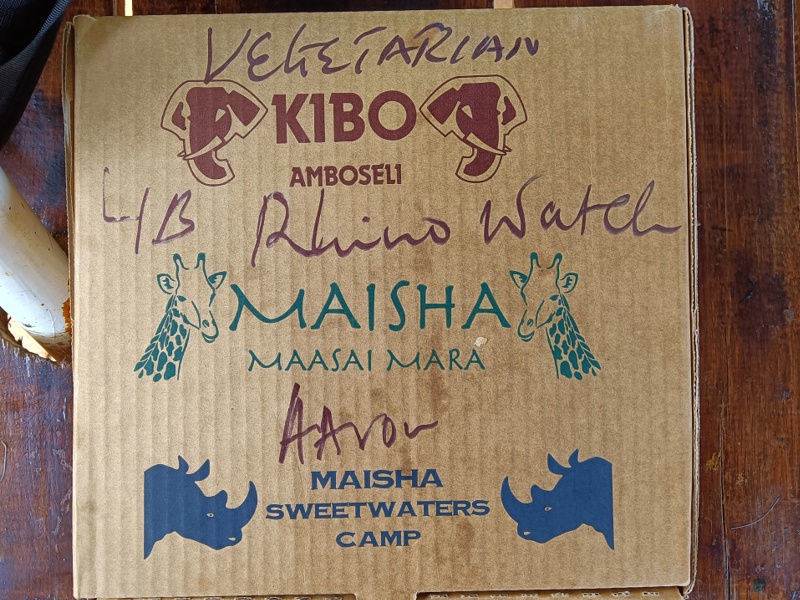 VEGETARIAN
KIBO
AMBOSELI
4B Rhino Watch
MAISHA
MAASAI MARA
AAron
MAISHA
SWEETWATERS
CAMP